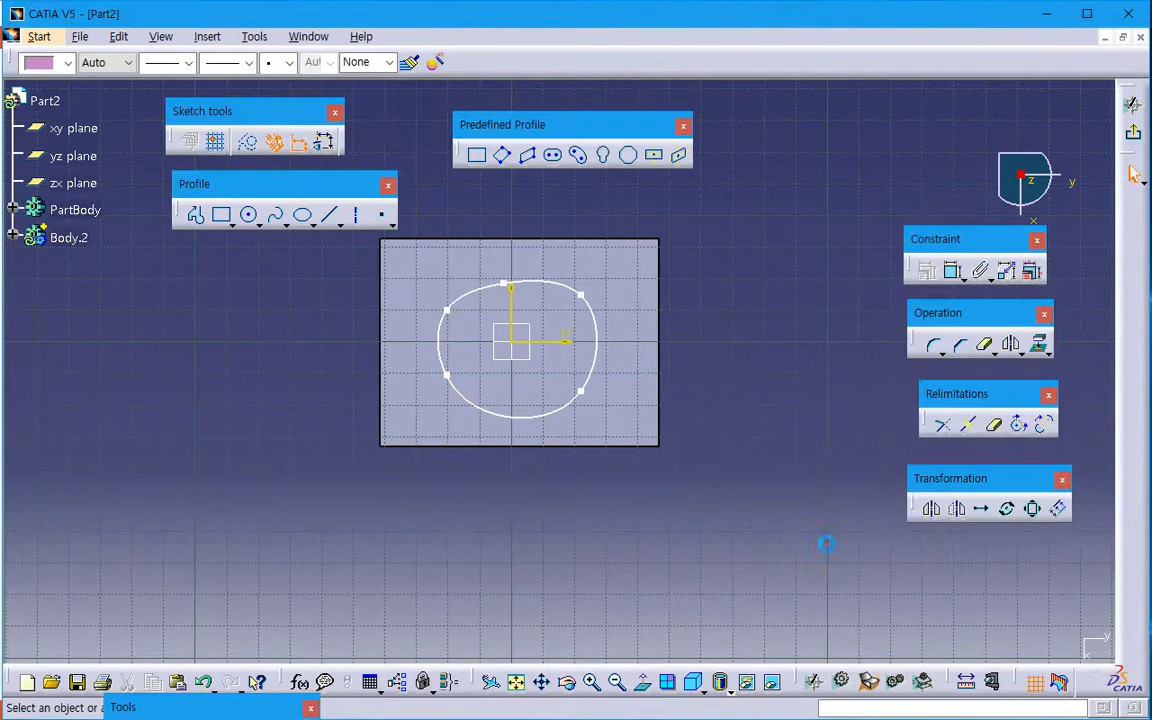 CATIA V5 - [Part2]
Start File Edit View Insert Tools Window Help
Auto None
Part2
xy plane
yz plane
zx plane
PartBody
Body.2
Sketch tools
Profile
Predefined Profile
z
y
x
Constraint
Operation
Relimitations
Transformation
H
y
f(x)
CATIA
Select an object or a
Tools